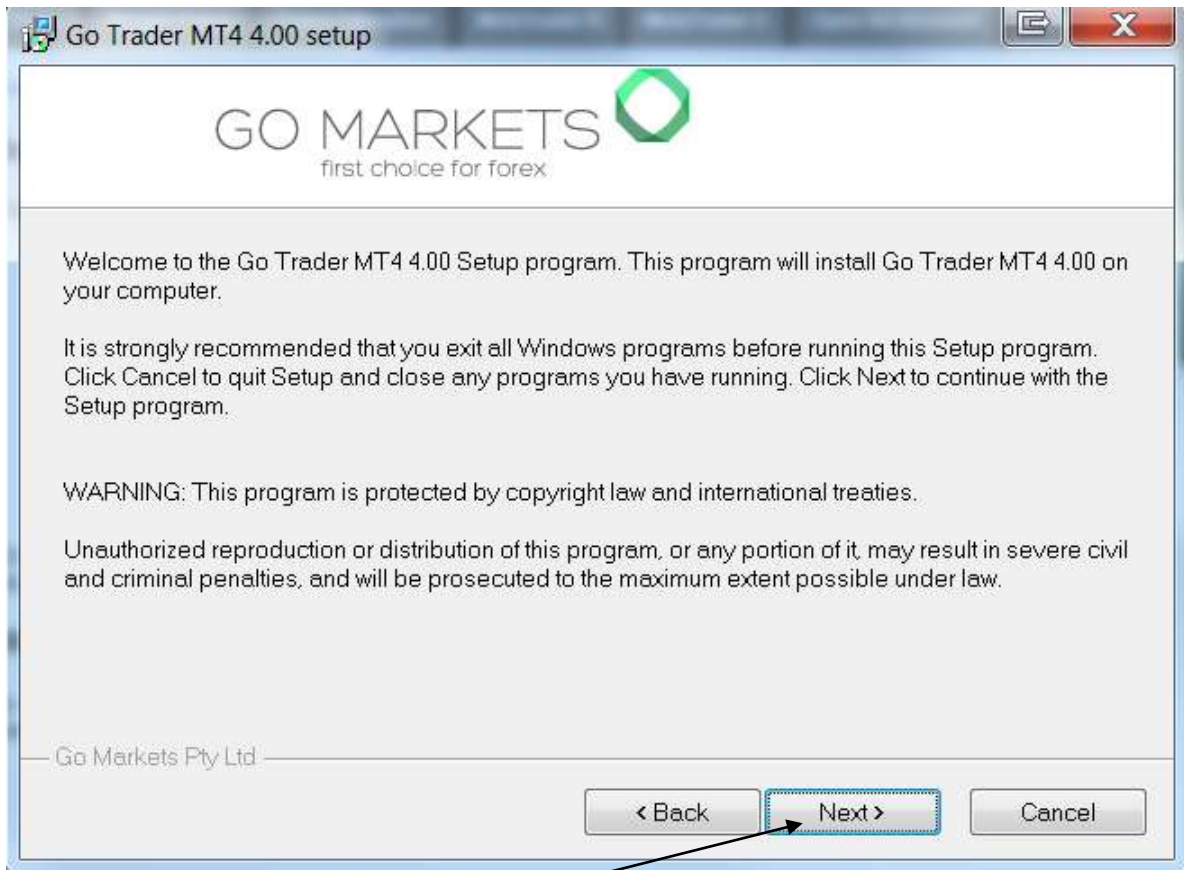 Go Trader MT4 4.00 setup
GO MARKETS
first choice for forex
Welcome to the Go Trader MT4 4.00 Setup program. This program will install Go Trader MT4 4.00 on
your computer.
It is strongly recommended that you exit all Windows programs before running this Setup program.
Click Cancel to quit Setup and close any programs you have running. Click Next to continue with the
Setup program.
WARNING: This program is protected by copyright law and international treaties.
Unauthorized reproduction or distribution of this program, or any portion of it, may result in severe civil
and criminal penalties, and will be prosecuted to the maximum extent possible under law.
Go Markets Pty Ltd
< Back Next > Cancel